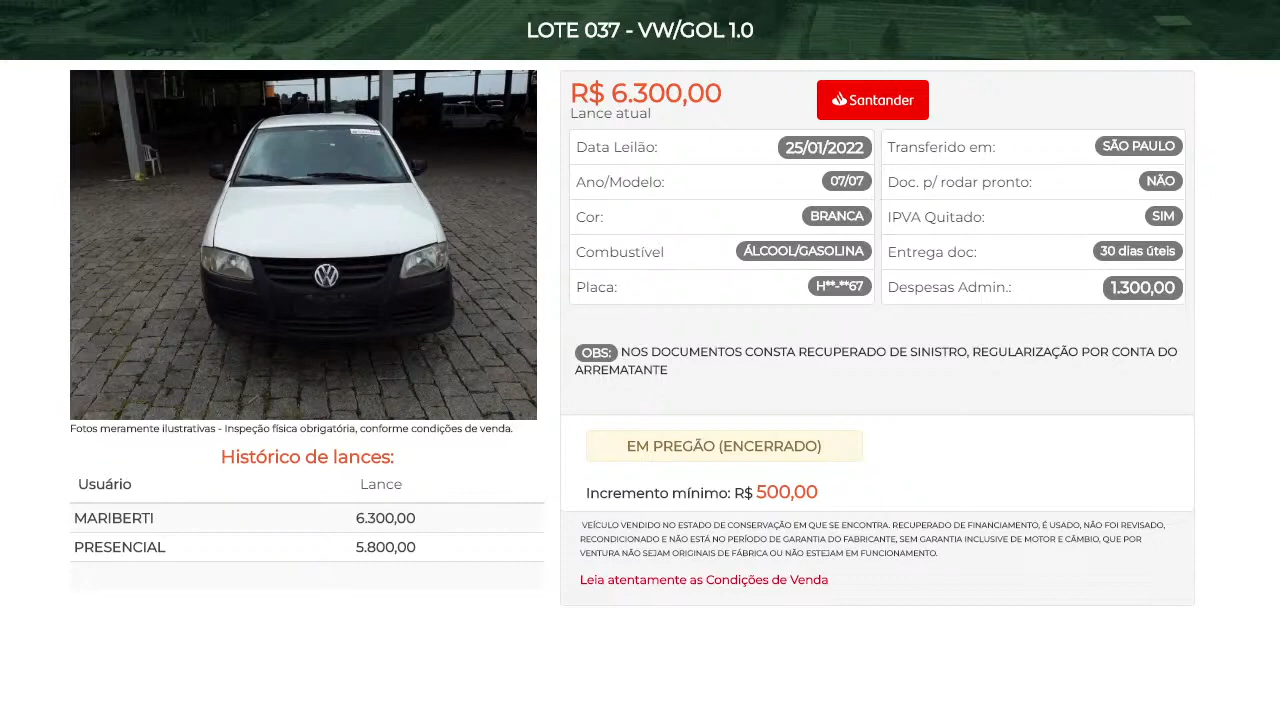 LOTE 037 - VW/GOL 1.0
R$ 6.300,00
Lance atual
Santander
Data Leilão: 25/01/2022
Ano/Modelo: 07/07
Cor: BRANCA
Combustível ÁLCOOL/GASOLINA
Placa: H**-**67
Transferido em: SÃO PAULO
Doc. p/ rodar pronto: NÃO
IPVA Quitado: SIM
Entrega doc: 30 dias úteis
Despesas Admin.: 1.300,00
OBS: NOS DOCUMENTOS CONSTA RECUPERADO DE SINISTRO, REGULARIZAÇÃO POR CONTA DO
ARREMATANTE
Fotos meramente ilustrativas - Inspeção física obrigatória, conforme condições de venda.
Histórico de lances:
Usuário Lance
MARIBERTI 6.300,00
PRESENCIAL 5.800,00
EM PREGÃO (ENCERRADO)
Incremento mínimo: R$ 500,00
VEÍCULO VENDIDO NO ESTADO DE CONSERVAÇÃO EM QUE SE ENCONTRA. RECUPERADO DE FINANCIAMENTO, É USADO, NÃO FOI REVISADO,
RECONDICIONADO E NÃO ESTÁ NO PERÍODO DE GARANTIA DO FABRICANTE, SEM GARANTIA INCLUSIVE DE MOTOR E CÂMBIO, QUE POR
VENTURA NÃO SEJAM ORIGINAIS DE FÁBRICA OU NÃO ESTEJAM EM FUNCIONAMENTO.
Leia atentamente as Condições de Venda